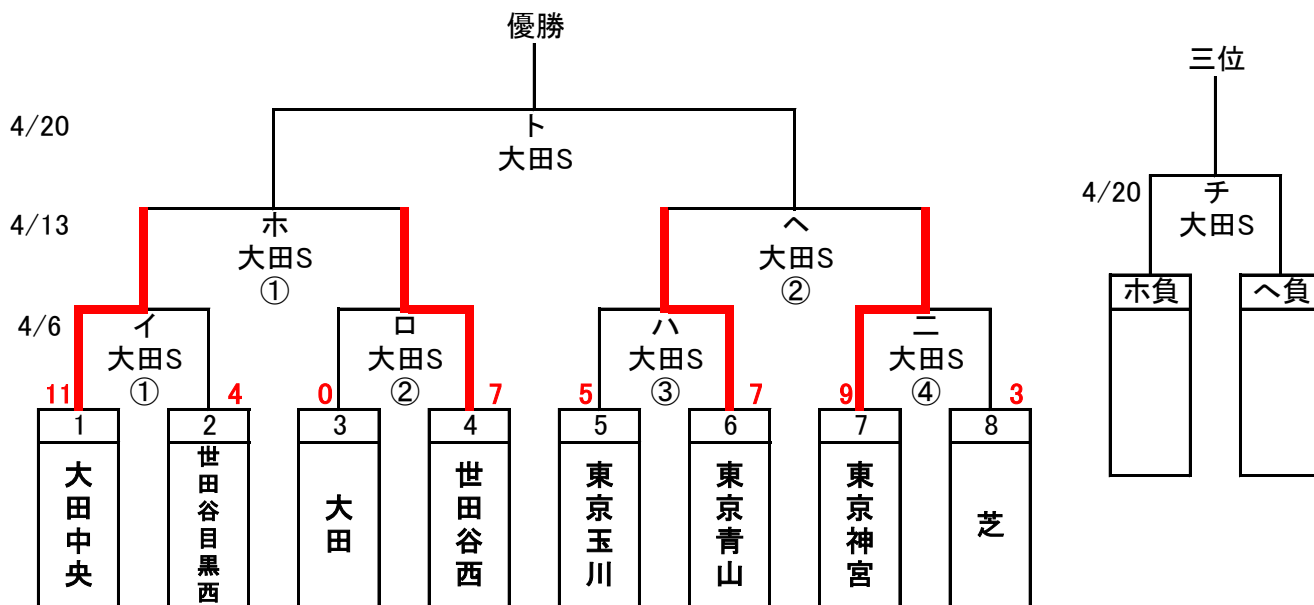 優勝
三位
4/20
ト
大田S
4/20
チ
大田S
4/13
ホ
大田S
①
ヘ
大田S
②
ホ負
ヘ負
4/6
イ
大田S
①
ロ
大田S
②
ハ
大田S
③
ニ
大田S
④
11
4
0
7
5
7
9
3
1
2
3
4
5
6
7
8
大田中央
世田谷目黒西
大田
世田谷西
東京玉川
東京青山
東京神宮
芝